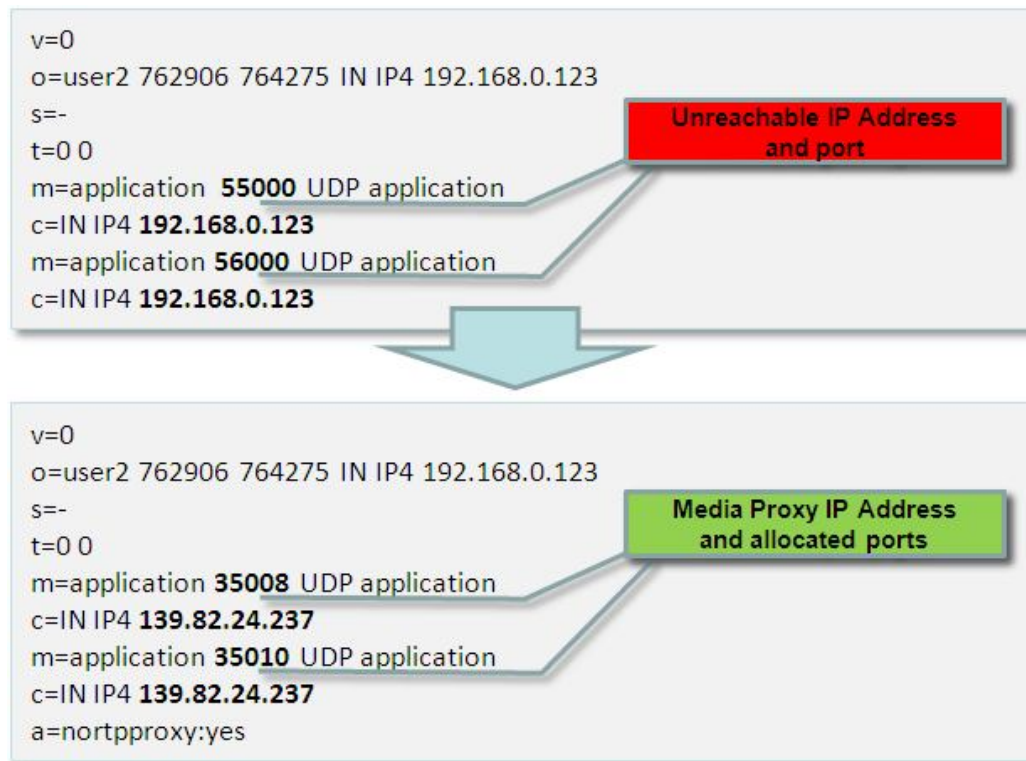 v=0
o=user2 762906 764275 IN IP4 192.168.0.123
s=-
t=0 0
Unreachable IP Address
and port
m=application 55000 UDP application
c=IN IP4 192.168.0.123
m=application 56000 UDP application
c=IN IP4 192.168.0.123
v=0
o=user2 762906 764275 IN IP4 192.168.0.123
s=-
t=0 0
Media Proxy IP Address
and allocated ports
m=application 35008 UDP application
c=IN IP4 139.82.24.237
m=application 35010 UDP application
c=IN IP4 139.82.24.237
a=nortpproxy:yes